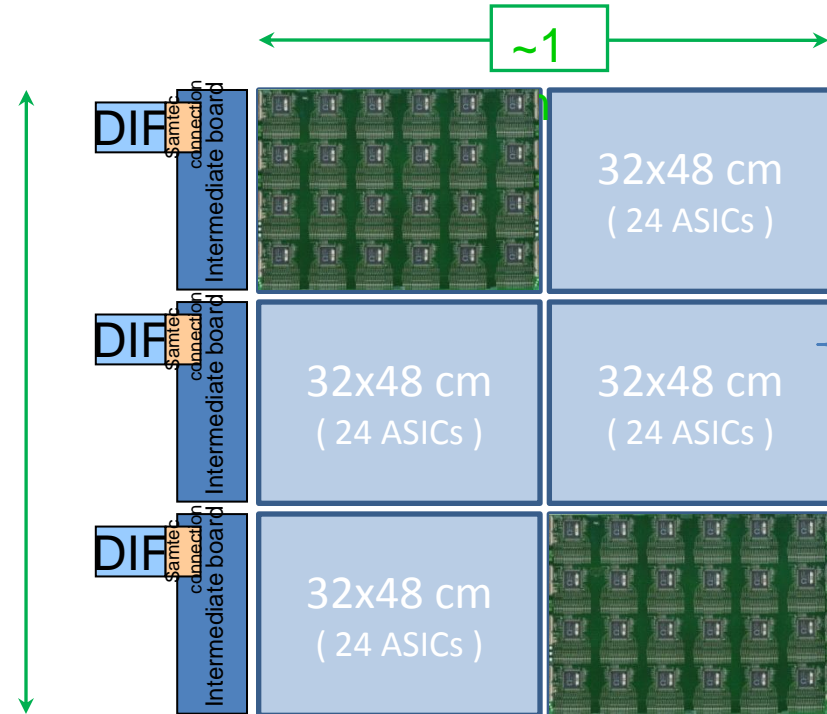 ~1
DIF
Samtec
connection
Intermediate board
32x48 cm
( 24 ASICs )
DIF
Samtec
connection
Intermediate board
32x48 cm
( 24 ASICs )
32x48 cm
( 24 ASICs )
DIF
Samtec
connection
Intermediate board
32x48 cm
( 24 ASICs )